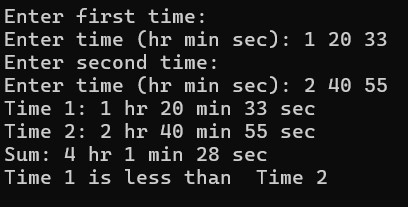 Enter first time:
Enter time (hr min sec): 1 20 33
Enter second time:
Enter time (hr min sec): 2 40 55
Time 1: 1 hr 20 min 33 sec
Time 2: 2 hr 40 min 55 sec
Sum: 4 hr 1 min 28 sec
Time 1 is less than  Time 2